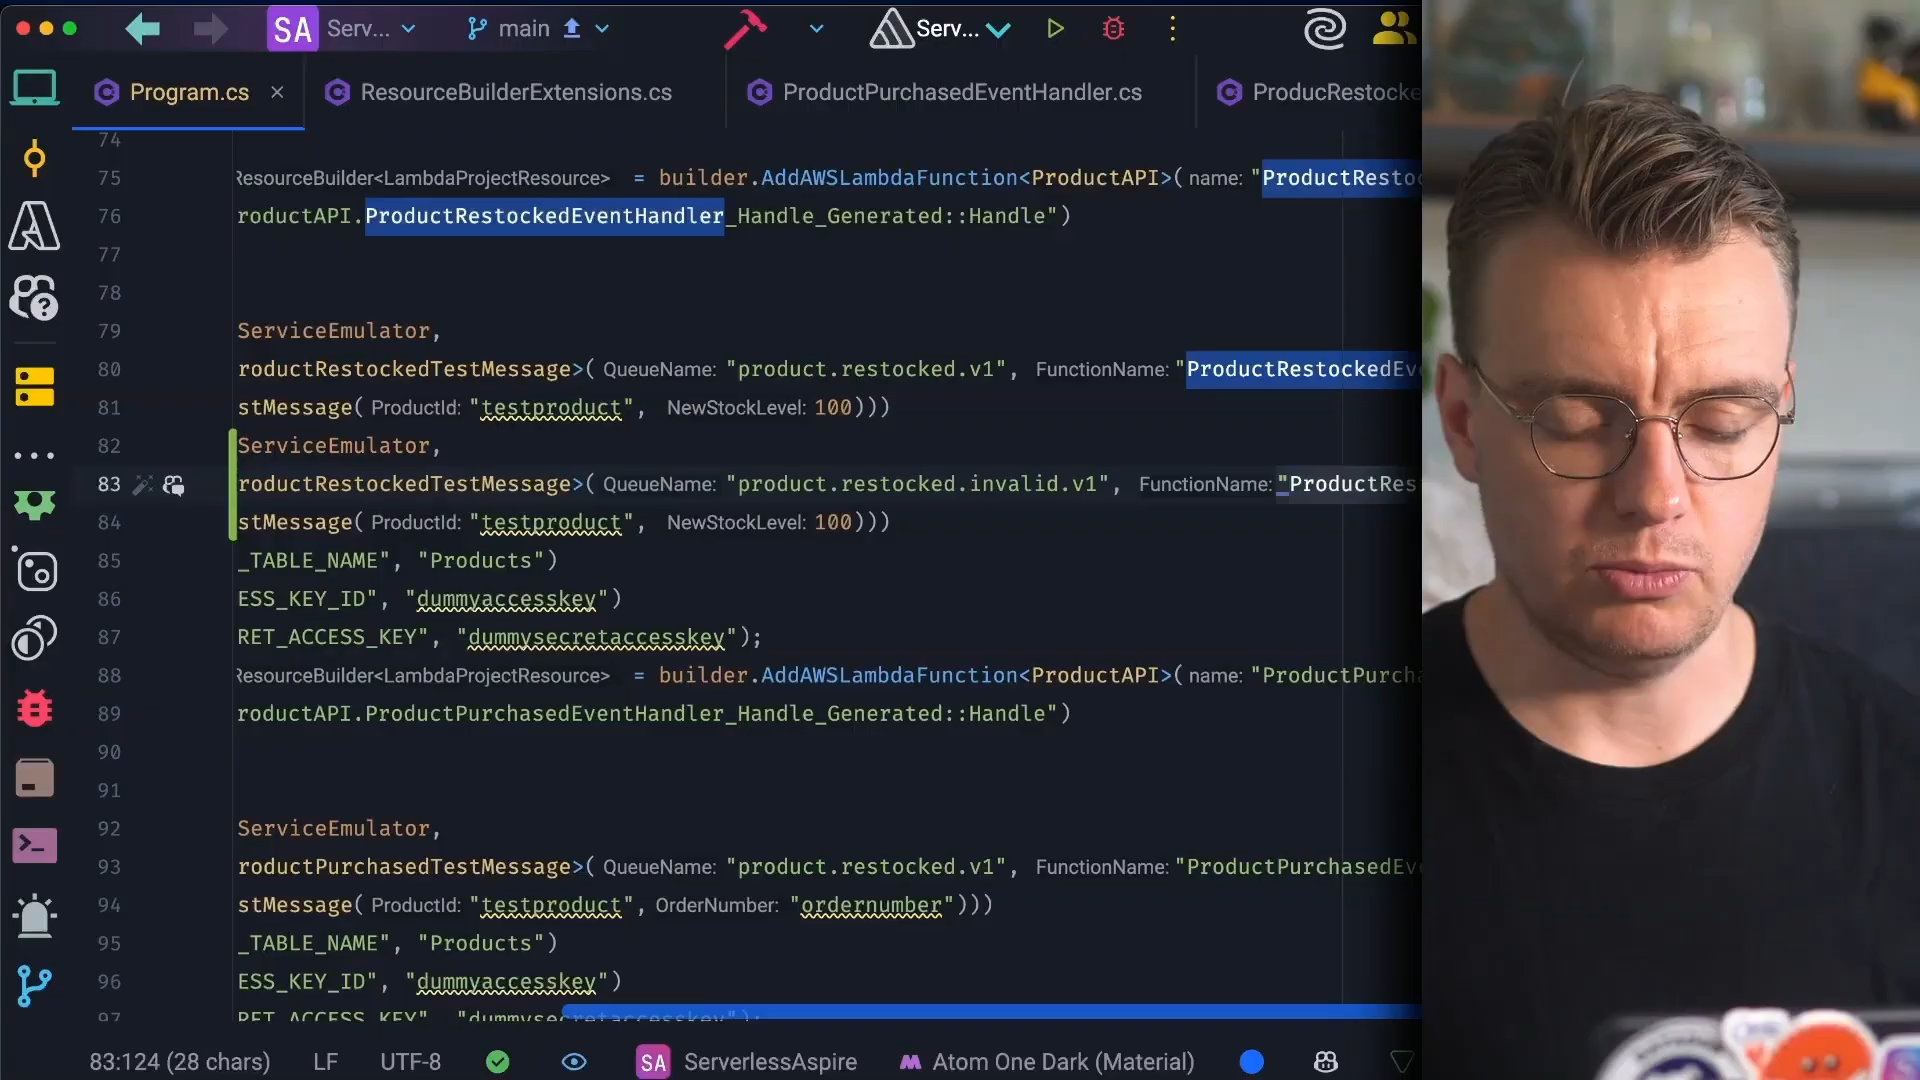 SA Serv... main Serv...
Program.cs ResourceBuilderExtensions.cs ProductPurchasedEventHandler.cs ProducRestocke
74
75 ResourceBuilder<LambdaProjectResource> = builder.AddAWSLambdaFunction<ProductAPI>( name: "ProductResto
76 roductAPI.ProductRestockedEventHandler_Handle_Generated::Handle")
77
78
79 ServiceEmulator,
80 roductRestockedTestMessage>( QueueName: "product.restocked.v1", FunctionName: "ProductRestockedEv
81 stMessage( ProductId: "testproduct", NewStockLevel: 100)))
82 ServiceEmulator,
83 roductRestockedTestMessage>( QueueName: "product.restocked.invalid.v1", FunctionName: "ProductRes
84 stMessage( ProductId: "testproduct", NewStockLevel: 100)))
85 _TABLE_NAME", "Products")
86 ESS_KEY_ID", "dummyaccesskey")
87 RET_ACCESS_KEY", "dummysecretaccesskey");
88 ResourceBuilder<LambdaProjectResource> = builder.AddAWSLambdaFunction<ProductAPI>( name: "ProductPurcha
89 roductAPI.ProductPurchasedEventHandler_Handle_Generated::Handle")
90
91
92 ServiceEmulator,
93 roductPurchasedTestMessage>( QueueName: "product.restocked.v1", FunctionName: "ProductPurchasedEv
94 stMessage( ProductId: "testproduct", OrderNumber: "ordernumber")))
95 _TABLE_NAME", "Products")
96 ESS_KEY_ID", "dummyaccesskey")
97 RET_ACCESS_KEY", "dummysecretaccesskey");
83:124 (28 chars) LF UTF-8 SA ServerlessAspire Atom One Dark (Material)